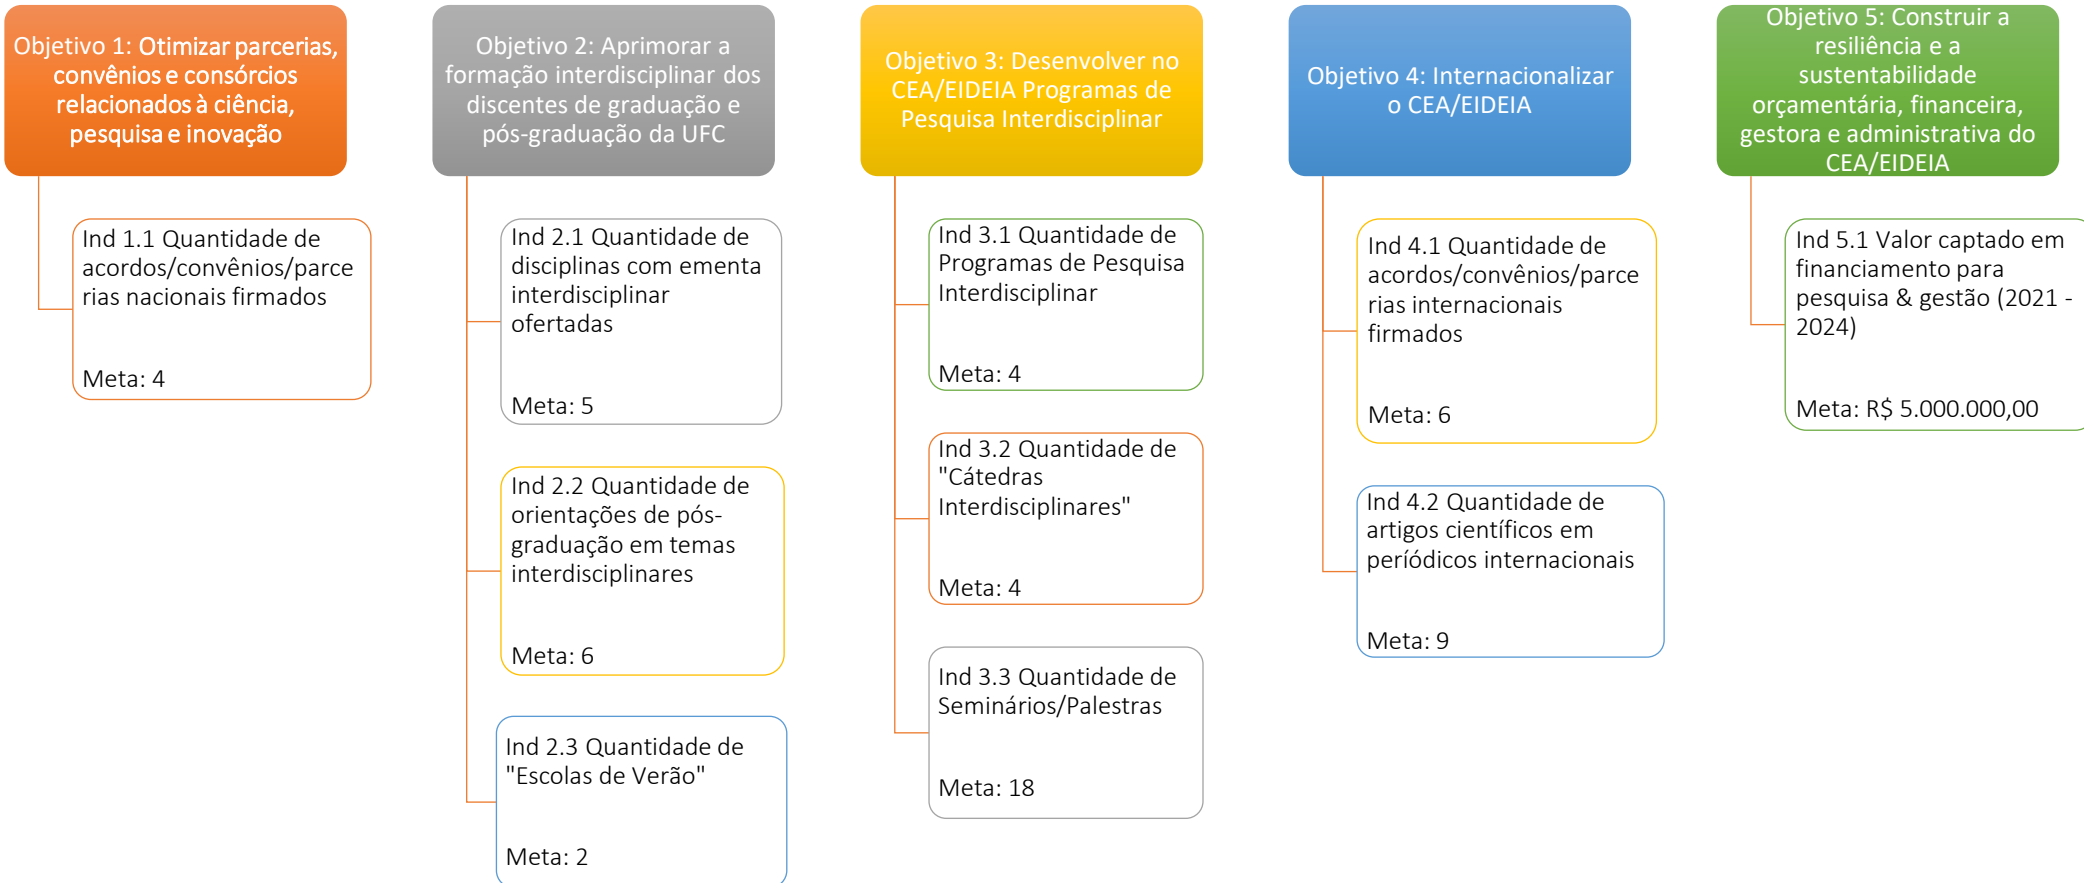 Objetivo 1: Otimizar parcerias,
convênios e consórcios
relacionados à ciência,
pesquisa e inovação
Ind 1.1 Quantidade de
acordos/convênios/parce
rias nacionais firmados
Meta: 4
Objetivo 2: Aprimorar a
formação interdisciplinar dos
discentes de graduação e
pós-graduação da UFC
Ind 2.1 Quantidade de
disciplinas com ementa
interdisciplinar
ofertadas
Meta: 5
Ind 2.2 Quantidade de
orientações de pós-
graduação em temas
interdisciplinares
Meta: 6
Ind 2.3 Quantidade de
"Escolas de Verão"
Meta: 2
Objetivo 3: Desenvolver no
CEA/EIDEIA Programas de
Pesquisa Interdisciplinar
Ind 3.1 Quantidade de
Programas de Pesquisa
Interdisciplinar
Meta: 4
Ind 3.2 Quantidade de
"Cátedras
Interdisciplinares"
Meta: 4
Ind 3.3 Quantidade de
Seminários/Palestras
Meta: 18
Objetivo 4: Internacionalizar
o CEA/EIDEIA
Ind 4.1 Quantidade de
acordos/convênios/parce
rias internacionais
firmados
Meta: 6
Ind 4.2 Quantidade de
artigos científicos em
períódicos internacionais
Meta: 9
Objetivo 5: Construir a
resiliência e a
sustentabilidade
orçamentária, financeira,
gestora e administrativa do
CEA/EIDEIA
Ind 5.1 Valor captado em
financiamento para
pesquisa & gestão (2021 -
2024)
Meta: R$ 5.000.000,00